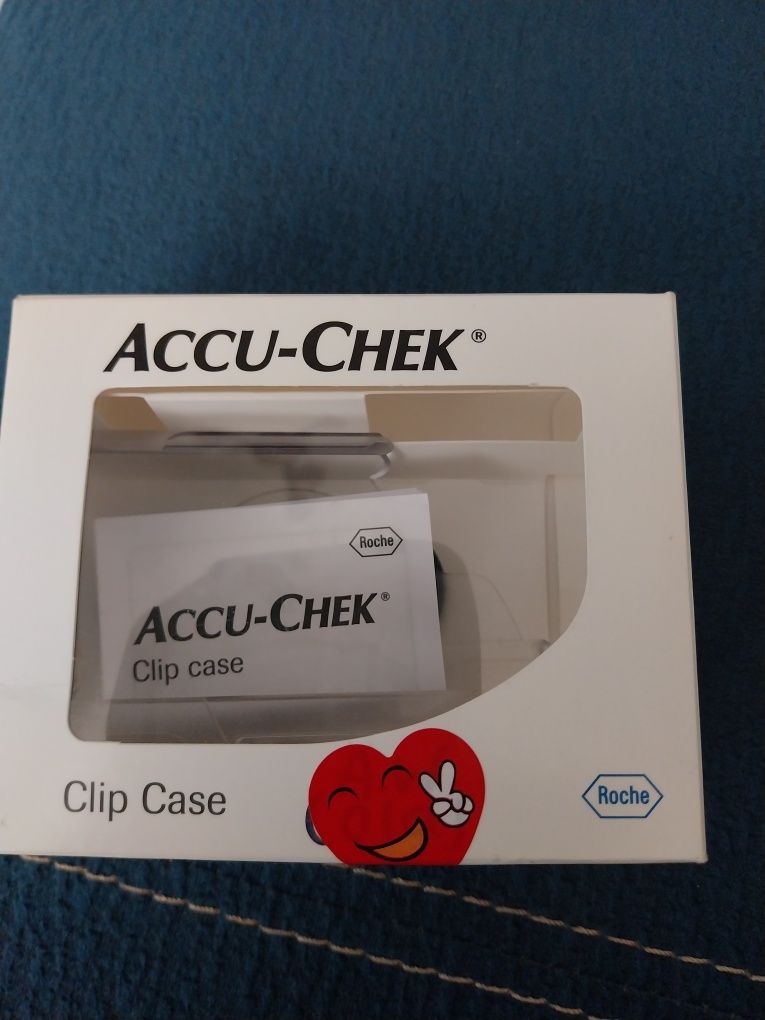 ACCU-CHEK®
Roche
ACCU-CHEK®
Clip case
Clip Case
Roche